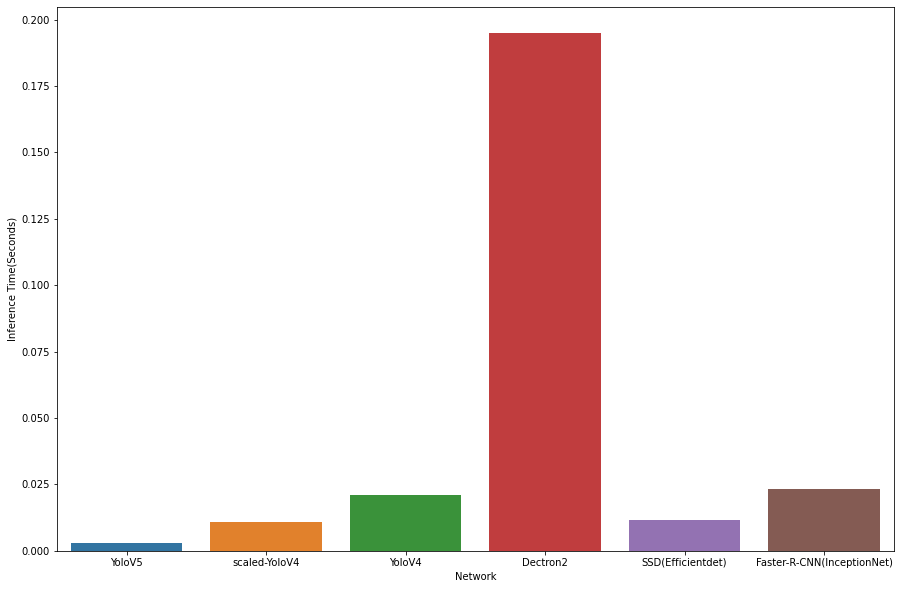 0.200
0.175
0.150
0.125
0.100
0.075
0.050
0.025
0.000
Inference Time(Seconds)
YoloV5
scaled-YoloV4
YoloV4
Dectron2
SSD(Efficientdet)
Faster-R-CNN(InceptionNet)
Network